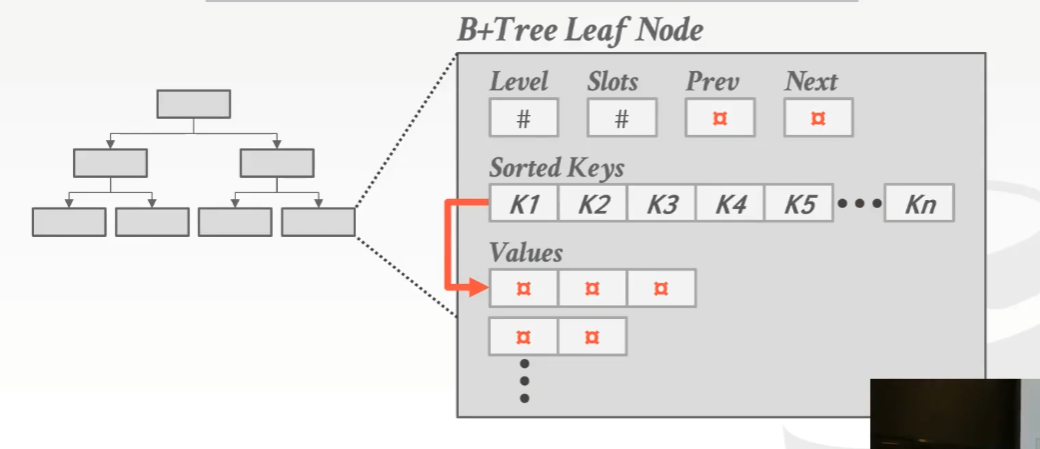 B+Tree Leaf Node
Level Slots Prev Next
# # ¤ ¤
Sorted Keys
K1 K2 K3 K4 K5 ••• Kn
Values
¤ ¤ ¤
¤ ¤